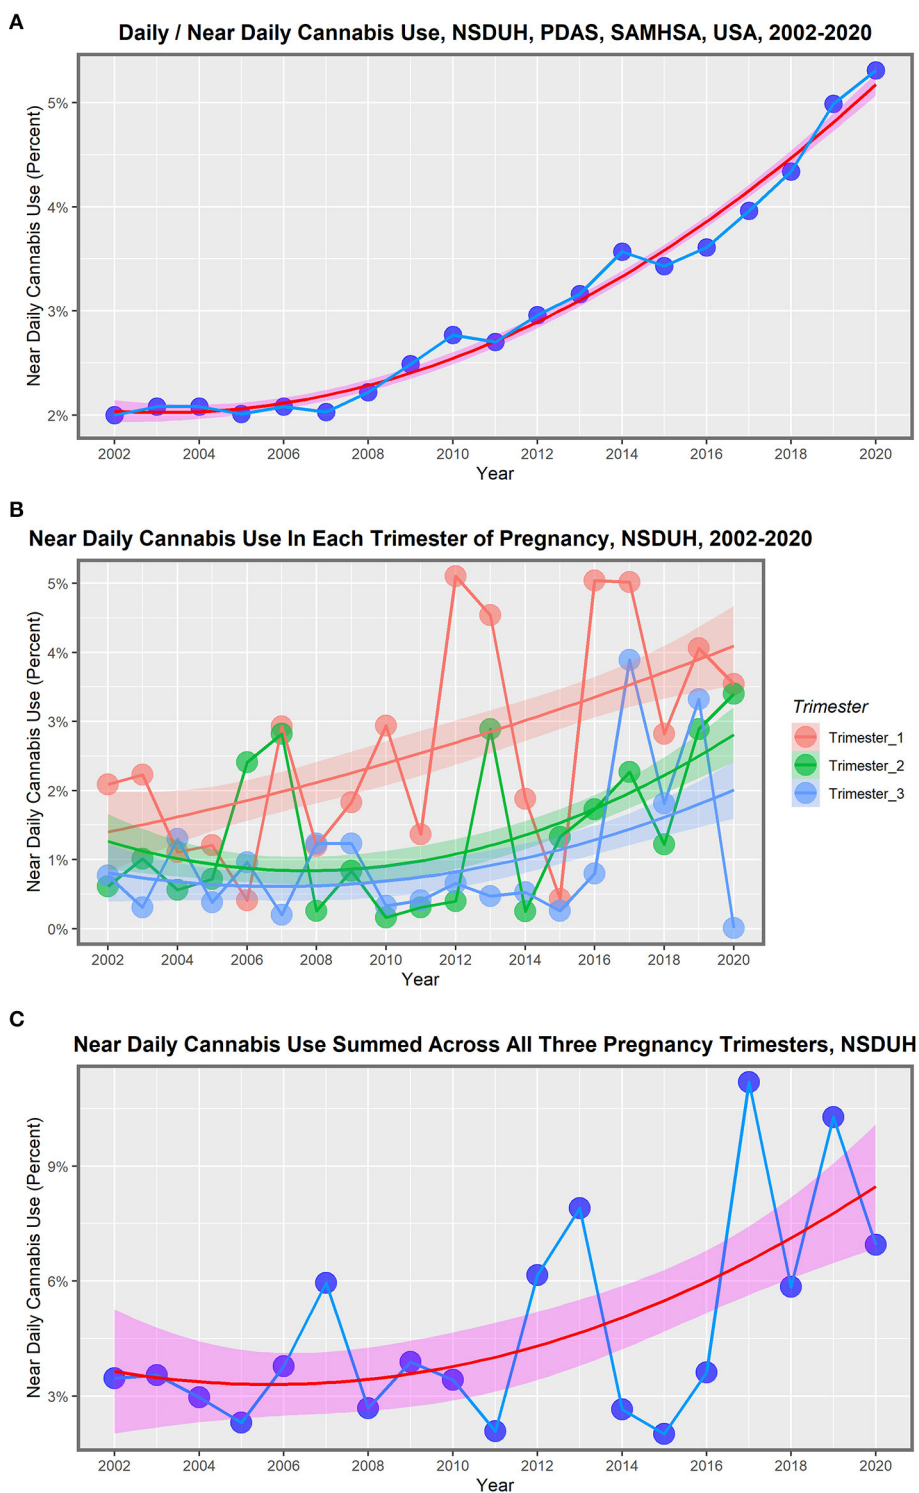 A
Daily / Near Daily Cannabis Use, NSDUH, PDAS, SAMHSA, USA, 2002-2020
Near Daily Cannabis Use (Percent)
5%
4%
3%
2%
2002 2004 2006 2008 2010 2012 2014 2016 2018 2020
Year
B
Near Daily Cannabis Use In Each Trimester of Pregnancy, NSDUH, 2002-2020
Near Daily Cannabis Use (Percent)
5%
4%
3%
2%
1%
0%
2002 2004 2006 2008 2010 2012 2014 2016 2018 2020
Year
Trimester
Trimester_1
Trimester_2
Trimester_3
C
Near Daily Cannabis Use Summed Across All Three Pregnancy Trimesters, NSDUH
Near Daily Cannabis Use (Percent)
9%
6%
3%
2002 2004 2006 2008 2010 2012 2014 2016 2018 2020
Year